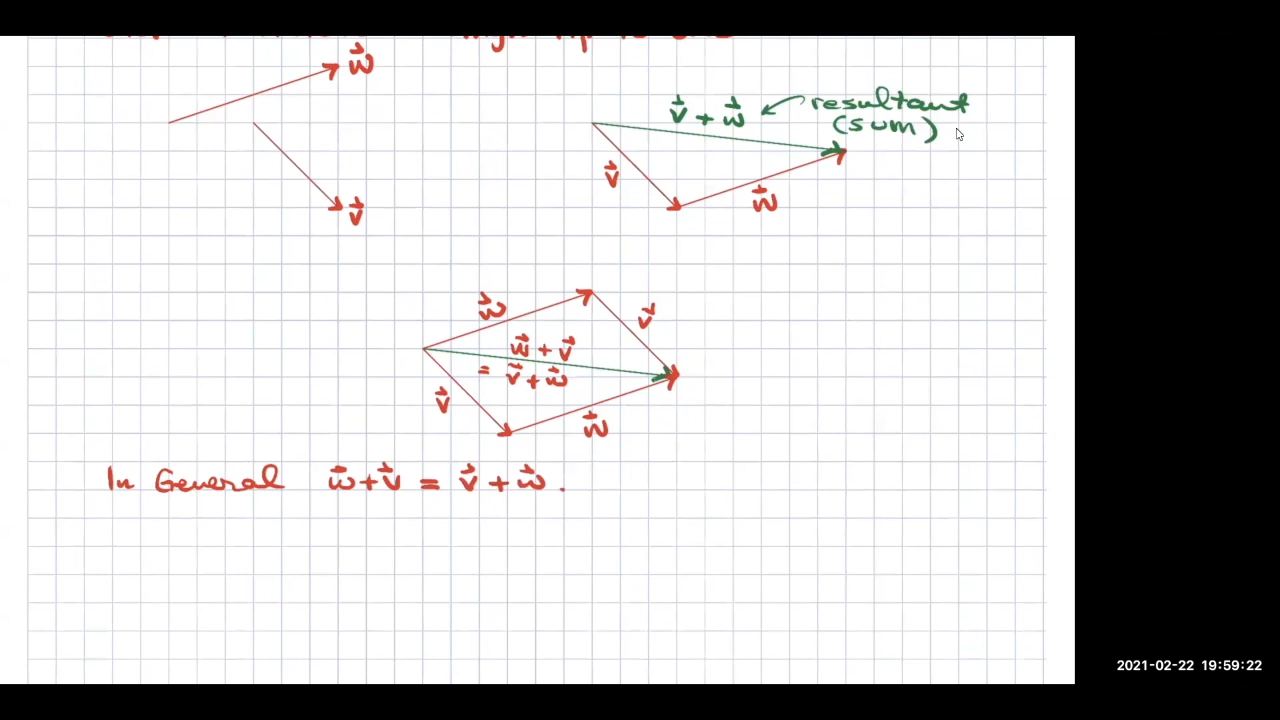 w⃗
v⃗ + w⃗
resultant
(sum)
v⃗
w⃗
v⃗
w⃗
v⃗
w⃗ + v⃗
= v⃗ + w⃗
v⃗
w⃗
In General w⃗ + v⃗ = v⃗ + w⃗ .
2021-02-22 19:59:22